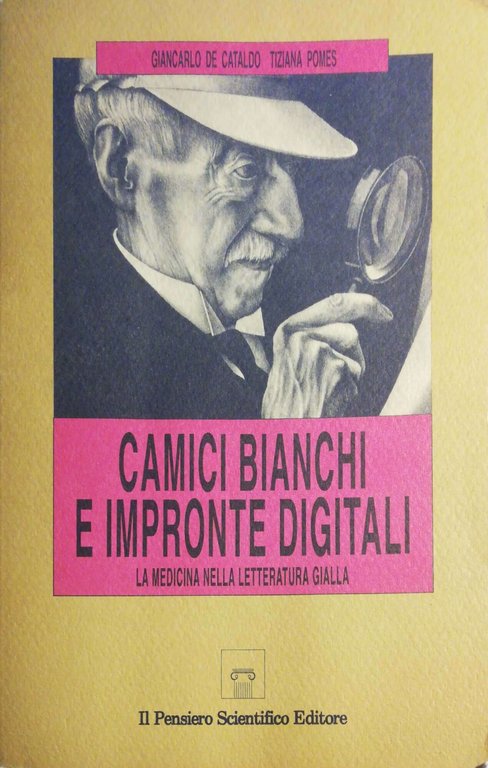 GIANCARLO DE CATALDO TIZIANA POMES
CAMICI BIANCHI
E IMPRONTE DIGITALI
LA MEDICINA NELLA LETTERATURA GIALLA
Il Pensiero Scientifico Editore